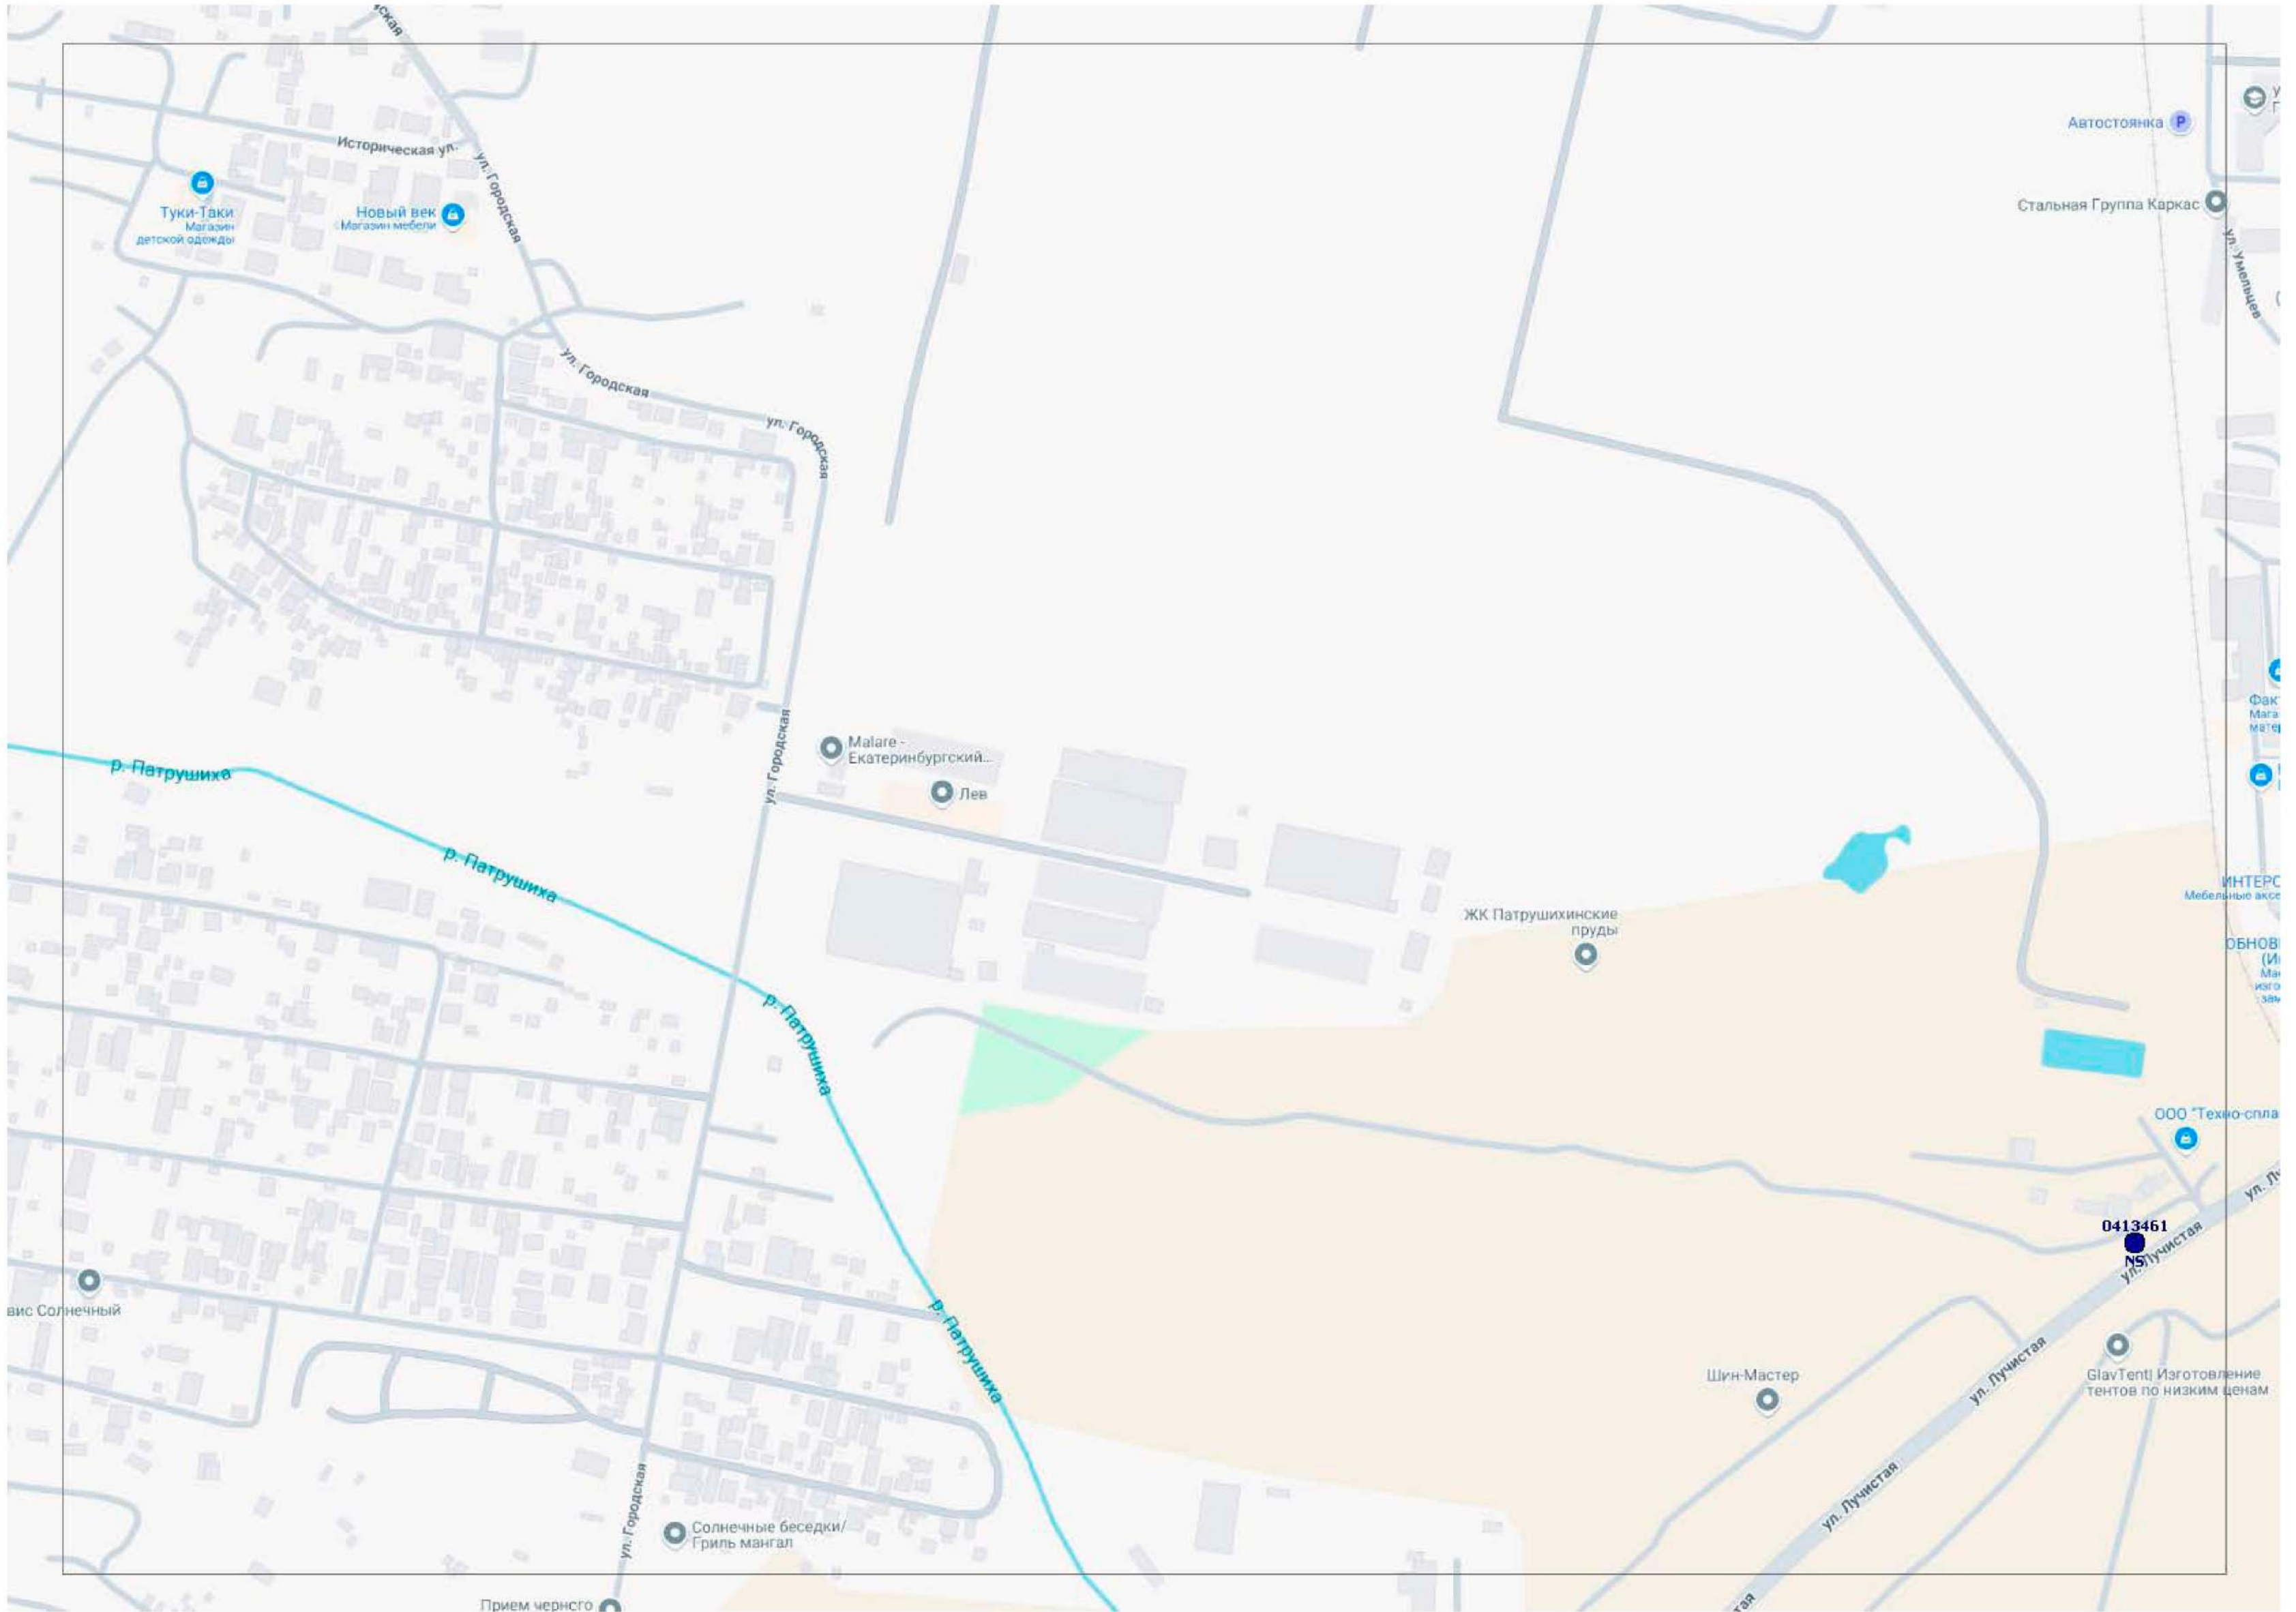 Историческая ул.
ул. Городская
Туки-Таки
Магазин
детской одежды
Новый век
Магазин мебели
Автостоянка
P
Стальная Группа Каркас
ул. Умельцев
ул. Городская
ул. Городская
ул. Городская
Malare -
Екатеринбургский...
Лев
р. Патрушиха
р. Патрушиха
р. Патрушиха
р. Патрушиха
ЖК Патрушихинские
пруды
ООО "Техно-спла
0413461
NS
ул. Лучистая
ул. Лучистая
ул. Лучистая
Шин-Мастер
GlavTent| Изготовление
тентов по низким ценам
вис Солнечный
ул. Городская
Солнечные беседки/
Гриль мангал
Прием черного